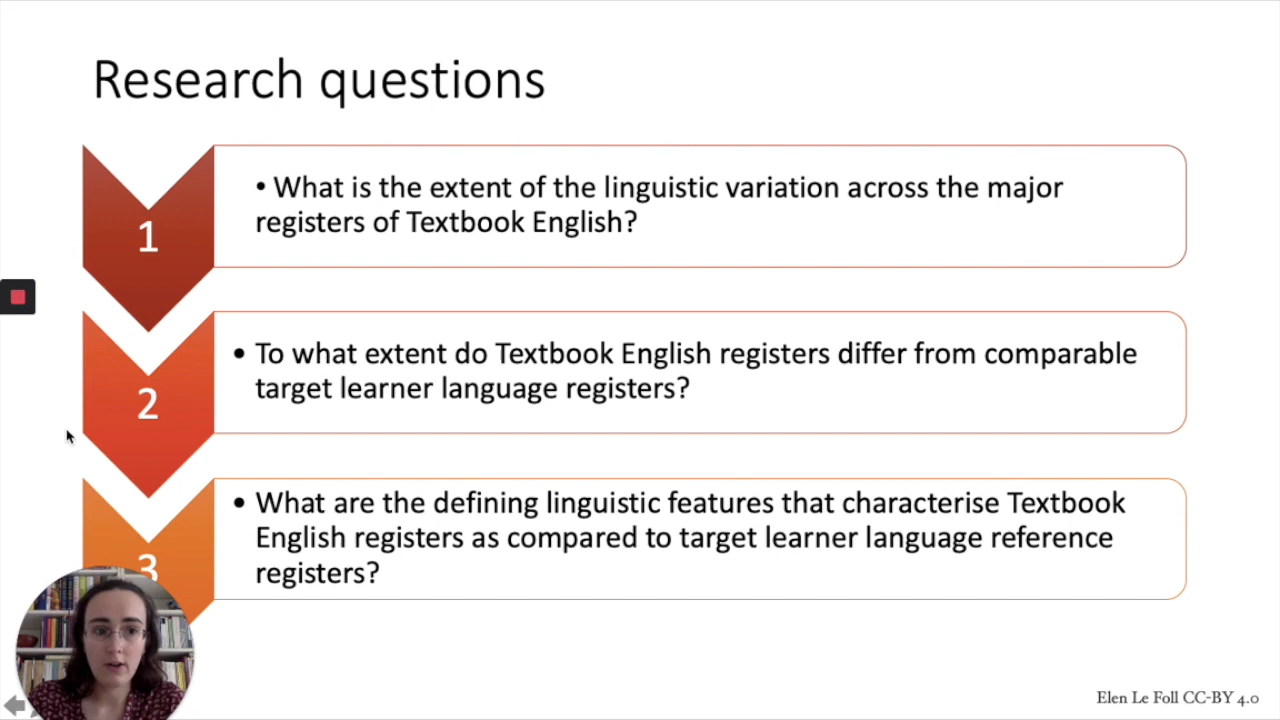 Research questions
1
• What is the extent of the linguistic variation across the major
registers of Textbook English?
2
• To what extent do Textbook English registers differ from comparable
target learner language registers?
3
• What are the defining linguistic features that characterise Textbook
English registers as compared to target learner language reference
registers?
Elen Le Foll CC-BY 4.0